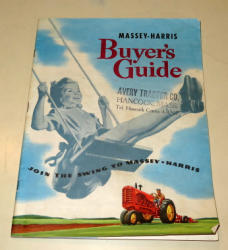 MASSEY-HARRIS
Buyer's
Guide
AVERY TRACTOR CO.
HANCOCK
JOIN THE SWING TO MASSEY-HARRIS